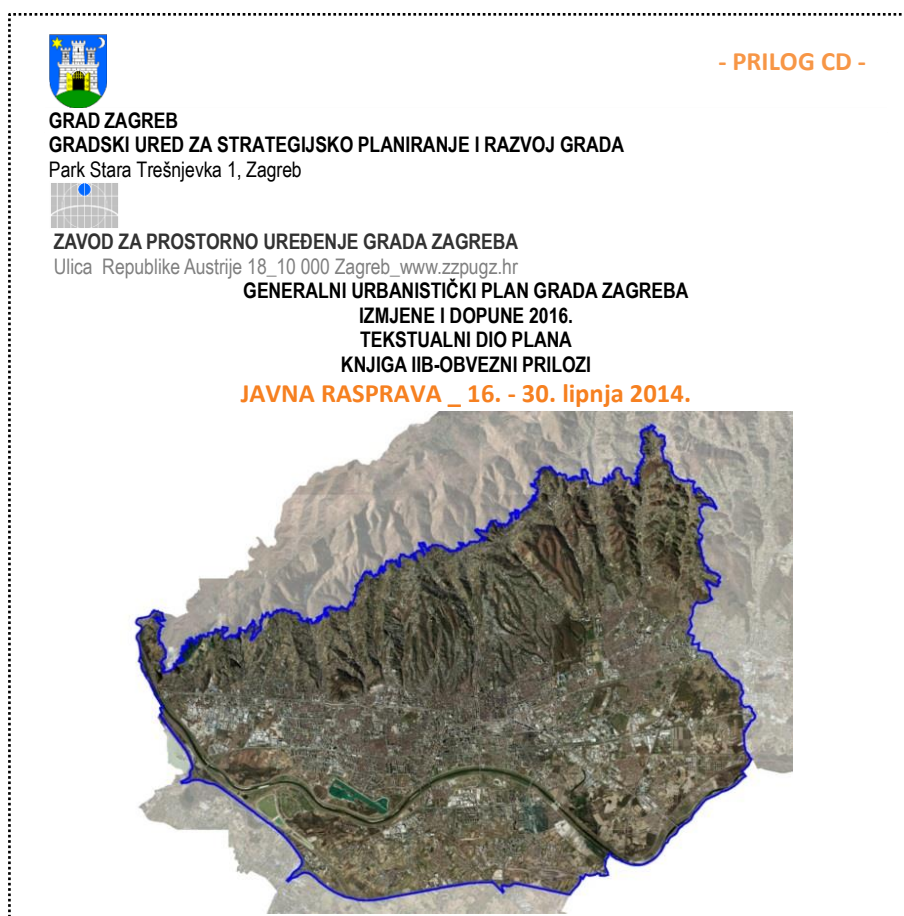 - PRILOG CD -
GRAD ZAGREB
GRADSKI URED ZA STRATEGIJSKO PLANIRANJE I RAZVOJ GRADA
Park Stara Trešnjevka 1, Zagreb
ZAVOD ZA PROSTORNO UREĐENJE GRADA ZAGREBA
Ulica Republike Austrije 18_10 000 Zagreb_www.zzpugz.hr
GENERALNI URBANISTIČKI PLAN GRADA ZAGREBA
IZMJENE I DOPUNE 2016.
TEKSTUALNI DIO PLANA
KNJIGA IIB-OBVEZNI PRILOZI
JAVNA RASPRAVA _ 16. - 30. lipnja 2014.